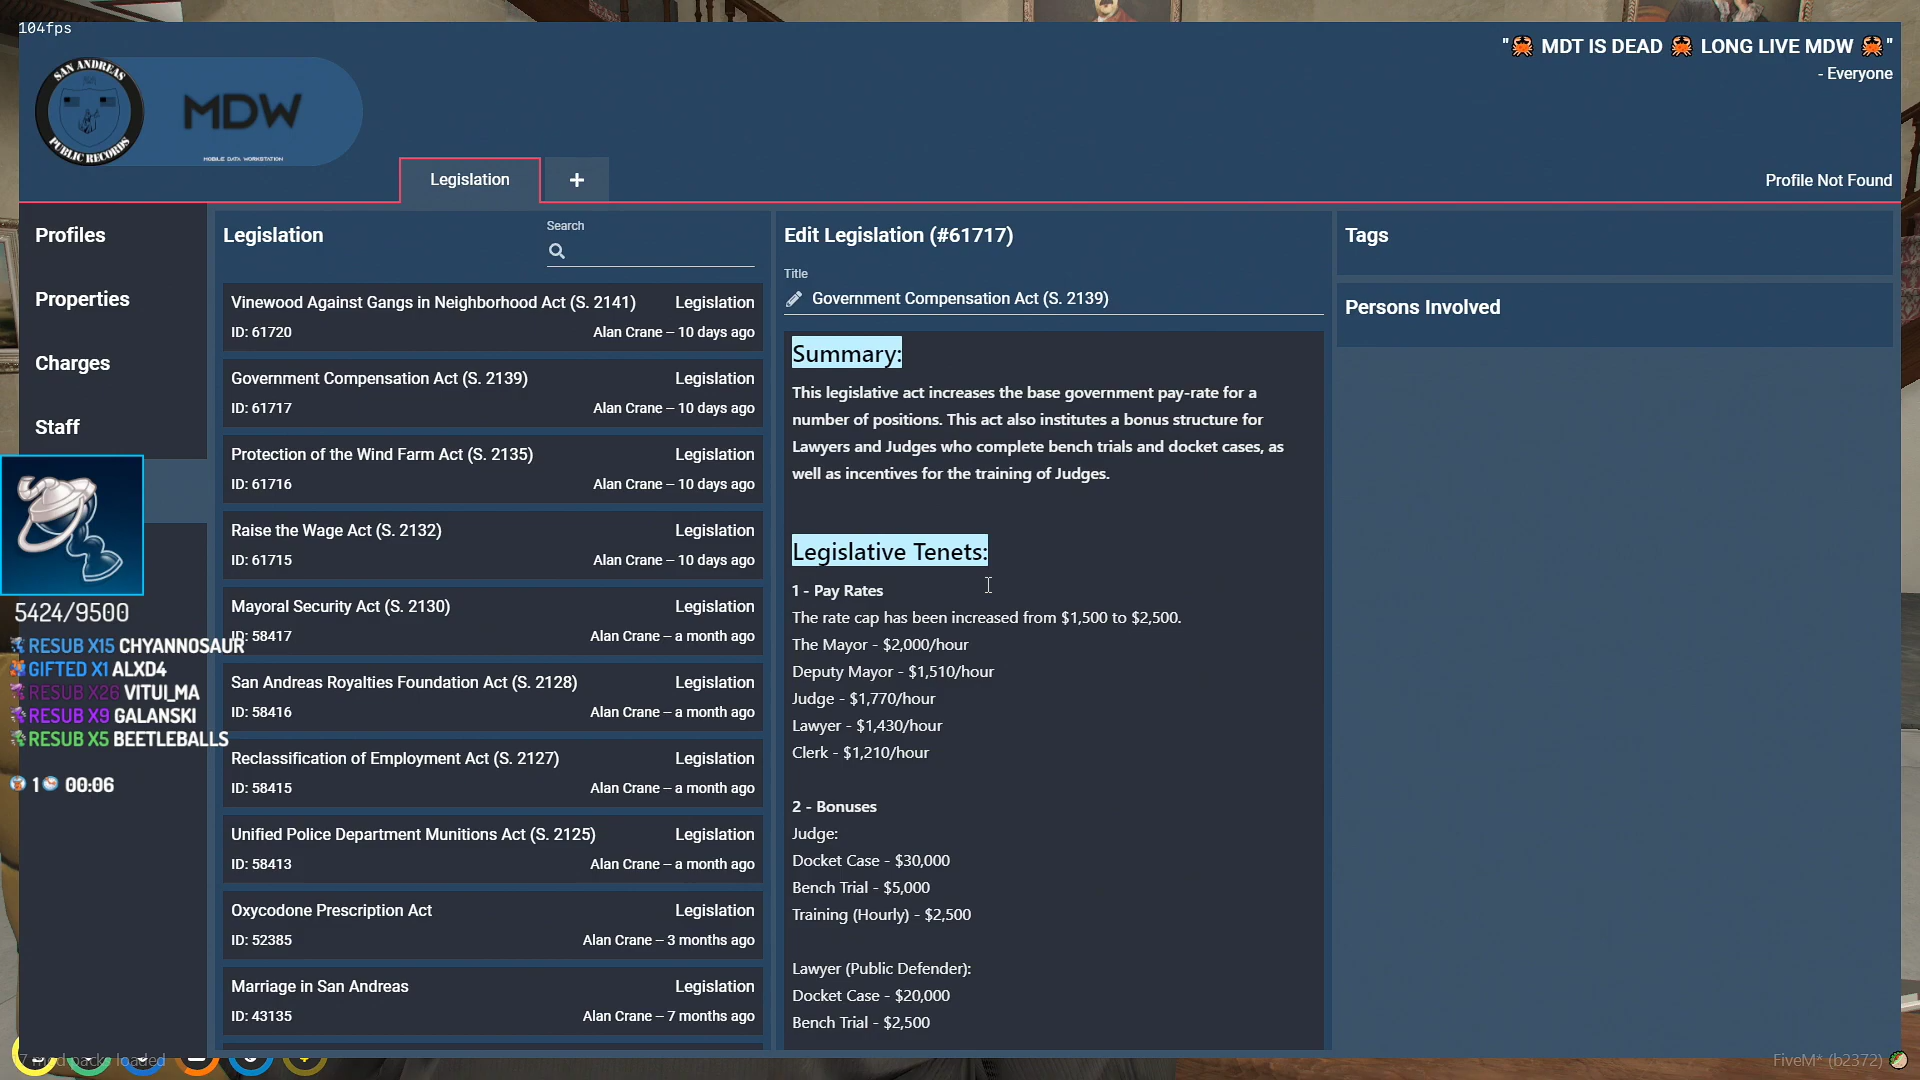 104fps
"🦀 MDT IS DEAD 🦀 LONG LIVE MDW 🦀"
- Everyone
SAN ANDREAS
PUBLIC RECORDS
MDW
MOBILE DATA WORKSTATION
Legislation
+
Profile Not Found
Profiles
Properties
Charges
Staff
5424/9500
RESUB X15 CHYANNOSAUR
GIFTED X1 ALXD4
RESUB X26 VITUI_MA
RESUB X9 GALANSKI
RESUB X5 BEETLEBALLS
1 00:06
Legislation
Search
Vinewood Against Gangs in Neighborhood Act (S. 2141) Legislation
ID: 61720 Alan Crane – 10 days ago
Government Compensation Act (S. 2139) Legislation
ID: 61717 Alan Crane – 10 days ago
Protection of the Wind Farm Act (S. 2135) Legislation
ID: 61716 Alan Crane – 10 days ago
Raise the Wage Act (S. 2132) Legislation
ID: 61715 Alan Crane – 10 days ago
Mayoral Security Act (S. 2130) Legislation
ID: 58417 Alan Crane – a month ago
San Andreas Royalties Foundation Act (S. 2128) Legislation
ID: 58416 Alan Crane – a month ago
Reclassification of Employment Act (S. 2127) Legislation
ID: 58415 Alan Crane – a month ago
Unified Police Department Munitions Act (S. 2125) Legislation
ID: 58413 Alan Crane – a month ago
Oxycodone Prescription Act Legislation
ID: 52385 Alan Crane – 3 months ago
Marriage in San Andreas Legislation
ID: 43135 Alan Crane – 7 months ago
Edit Legislation (#61717)
Title
Government Compensation Act (S. 2139)
Summary:
This legislative act increases the base government pay-rate for a
number of positions. This act also institutes a bonus structure for
Lawyers and Judges who complete bench trials and docket cases, as
well as incentives for the training of Judges.
Legislative Tenets:
1 - Pay Rates
The rate cap has been increased from $1,500 to $2,500.
The Mayor - $2,000/hour
Deputy Mayor - $1,510/hour
Judge - $1,770/hour
Lawyer - $1,430/hour
Clerk - $1,210/hour
2 - Bonuses
Judge:
Docket Case - $30,000
Bench Trial - $5,000
Training (Hourly) - $2,500
Lawyer (Public Defender):
Docket Case - $20,000
Bench Trial - $2,500
Tags
Persons Involved
7 mod packs loaded
FiveM* (b2372)